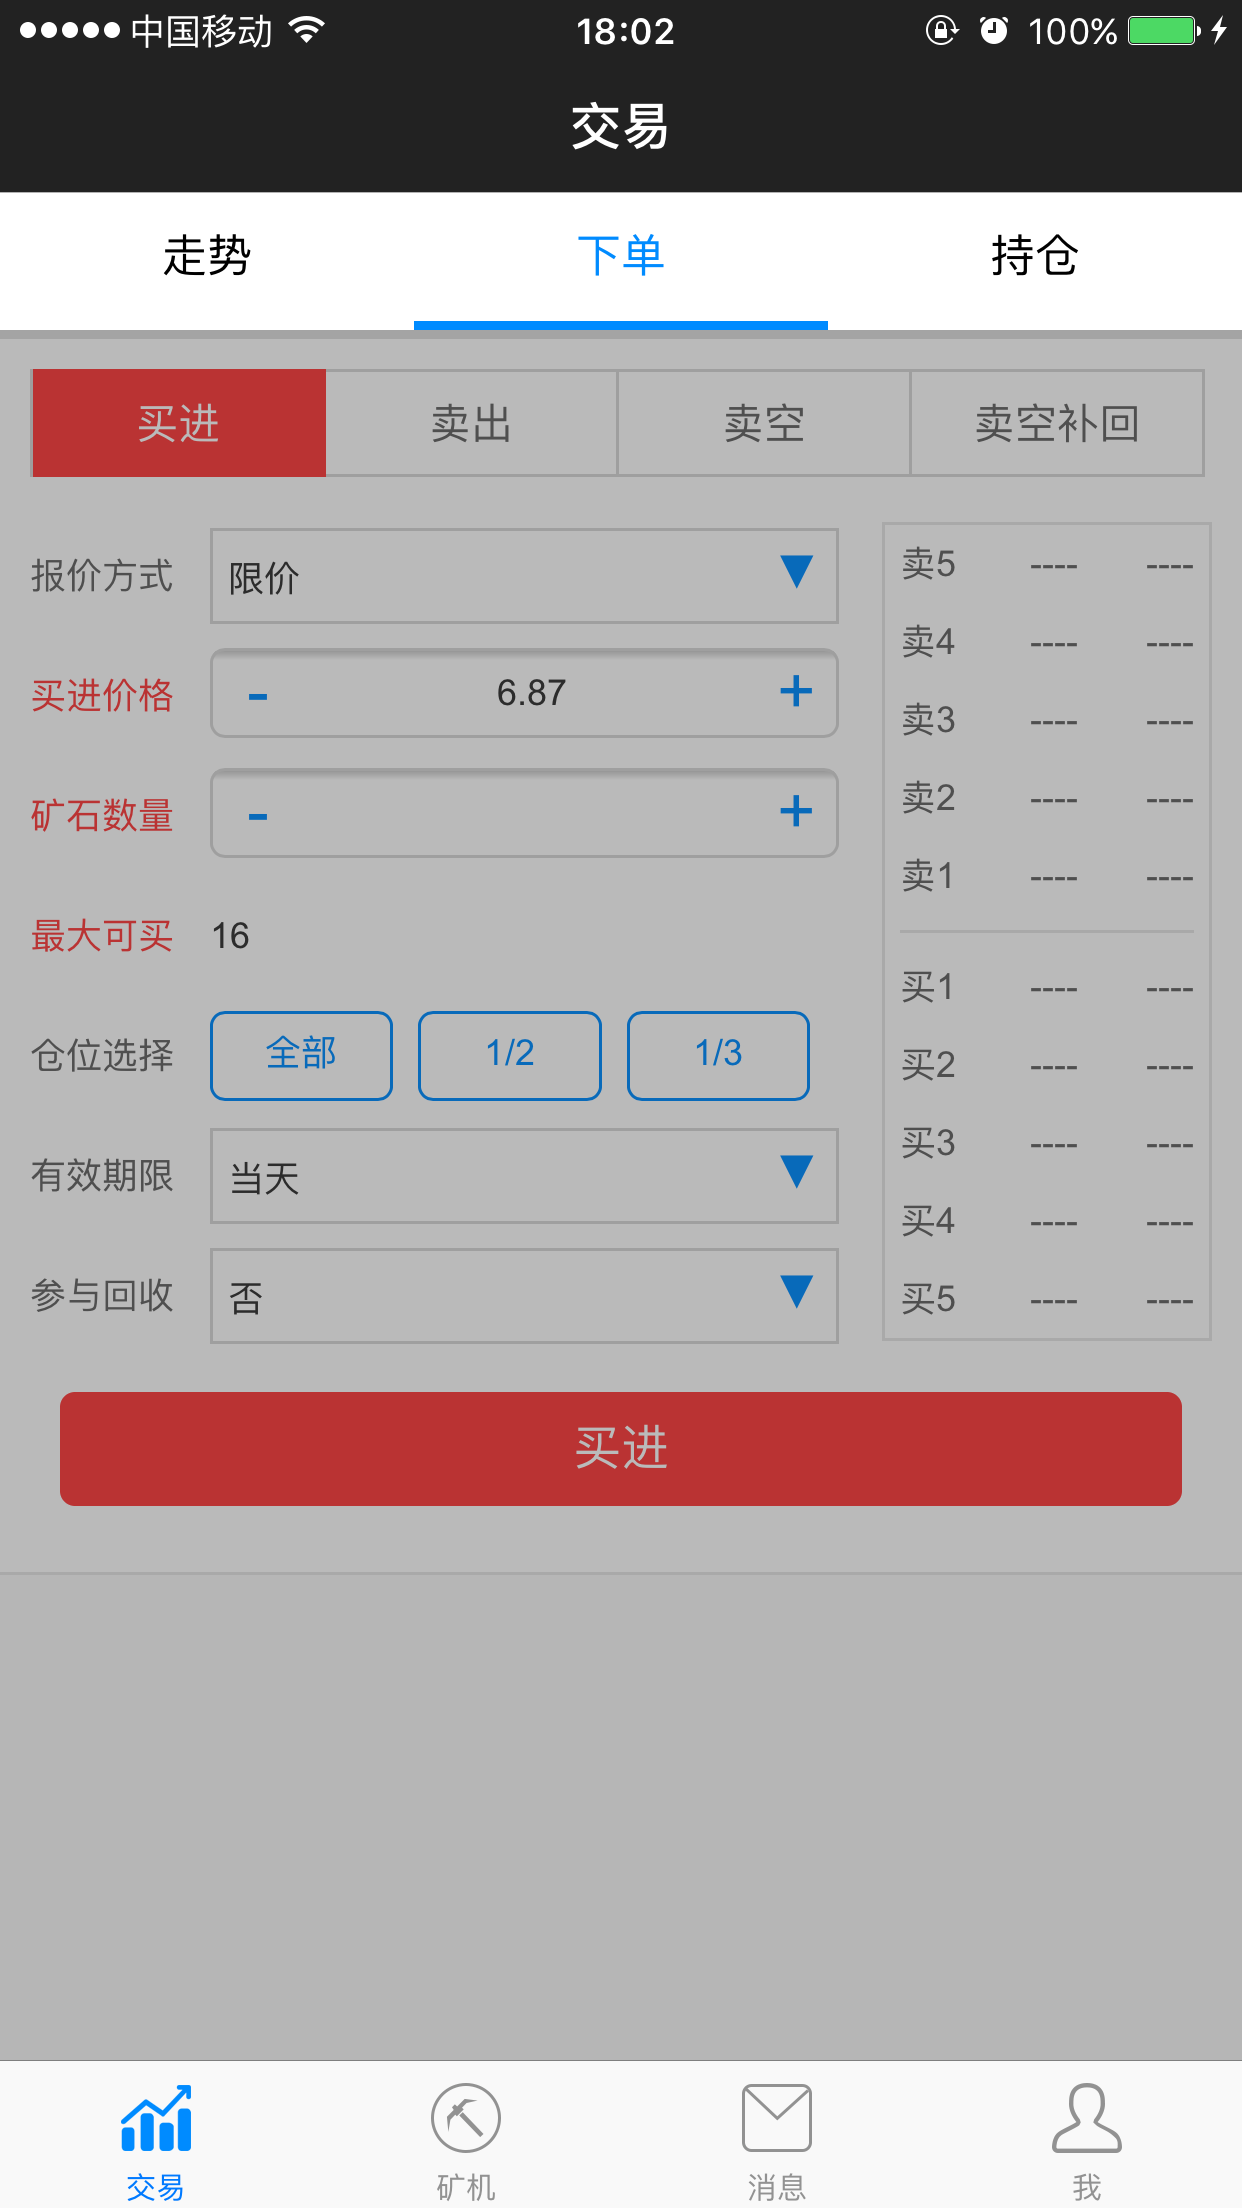 中国移动 18:02 100%
交易
走势 下单 持仓
买进 卖出 卖空 卖空补回
报价方式 限价
买进价格 - 6.87 +
矿石数量 - +
最大可买 16
仓位选择 全部 1/2 1/3
有效期限 当天
参与回收 否
卖5 ---- ----
卖4 ---- ----
卖3 ---- ----
卖2 ---- ----
卖1 ---- ----
买1 ---- ----
买2 ---- ----
买3 ---- ----
买4 ---- ----
买5 ---- ----
买进
交易 矿机 消息 我